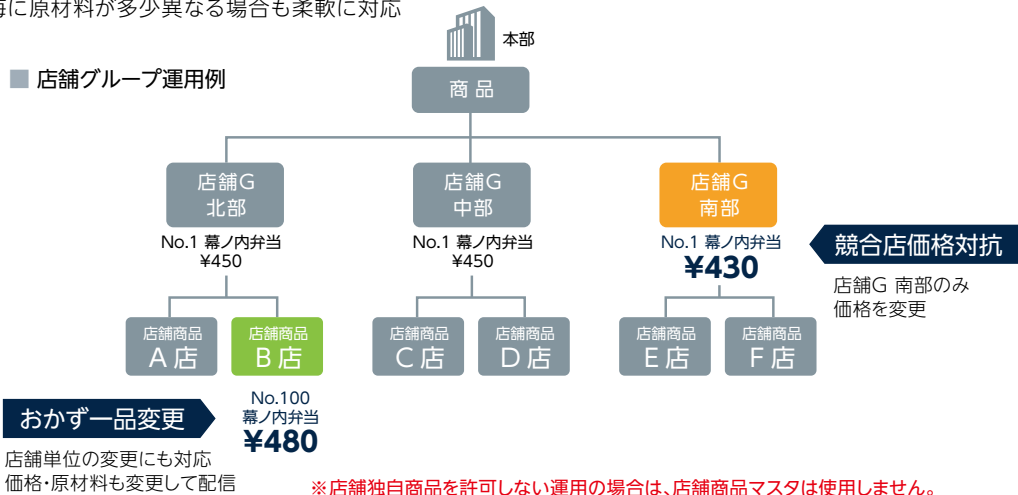 毎に原材料が多少異なる場合も柔軟に対応
本部
■ 店舗グループ運用例
商品
店舗G
北部
店舗G
中部
店舗G
南部
No.1 幕ノ内弁当
¥450
No.1 幕ノ内弁当
¥450
No.1 幕ノ内弁当
¥430
競合店価格対抗
店舗G 南部のみ
価格を変更
店舗商品
A店
店舗商品
B店
店舗商品
C店
店舗商品
D店
店舗商品
E店
店舗商品
F店
おかず一品変更
No.100
幕ノ内弁当
¥480
店舗単位の変更にも対応
価格・原材料も変更して配信
※店舗独自商品を許可しない運用の場合は、店舗商品マスタは使用しません。